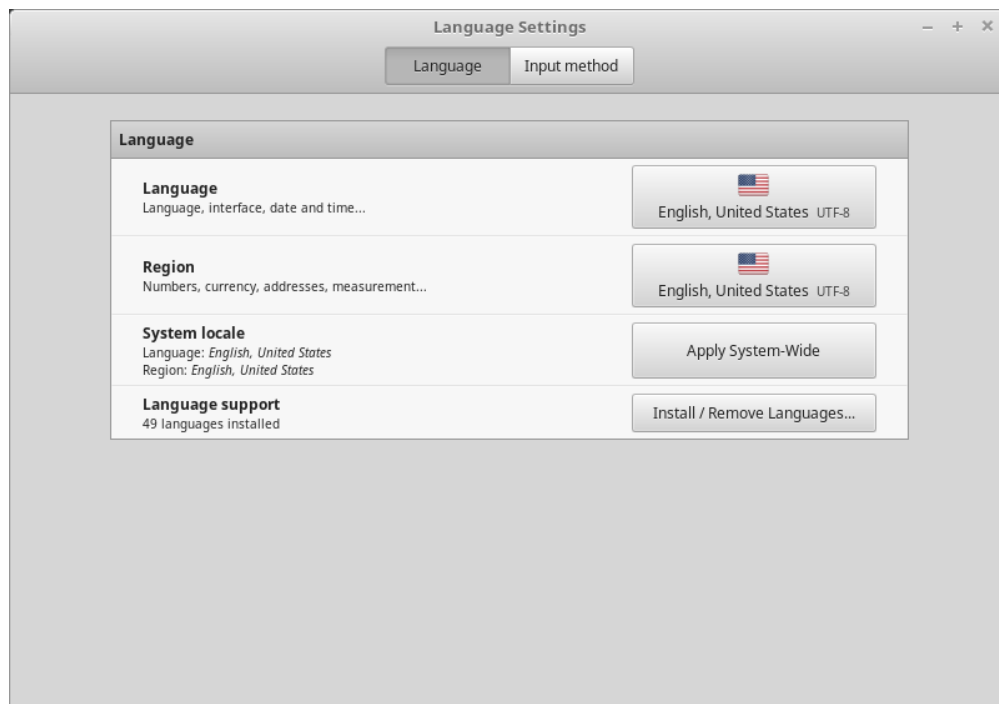 Language Settings
Language
Input method
Language
Language
Language, interface, date and time...
English, United States UTF-8
Region
Numbers, currency, addresses, measurement...
English, United States UTF-8
System locale
Language: English, United States
Region: English, United States
Apply System-Wide
Language support
49 languages installed
Install / Remove Languages...